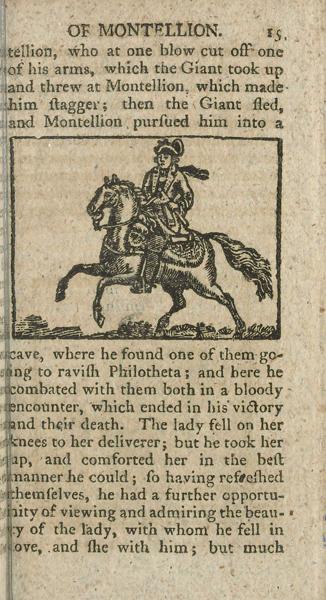 OF MONTELLION. 15.
tellion, who at one blow cut off one
of his arms, which the Giant took up
and threw at Montellion, which made
him ſtagger; then the Giant fled,
and Montellion purſued him into a
cave, where he found one of them go-
ing to raviſh Philotheta; and here he
combated with them both in a bloody
encounter, which ended in his victory
and their death. The lady fell on her
knees to her deliverer; but he took her
up, and comforted her in the beſt
manner he could; ſo having refreſhed
themſelves, he had a further opportu-
nity of viewing and admiring the beau-
ty of the lady, with whom he fell in
love, and ſhe with him; but much